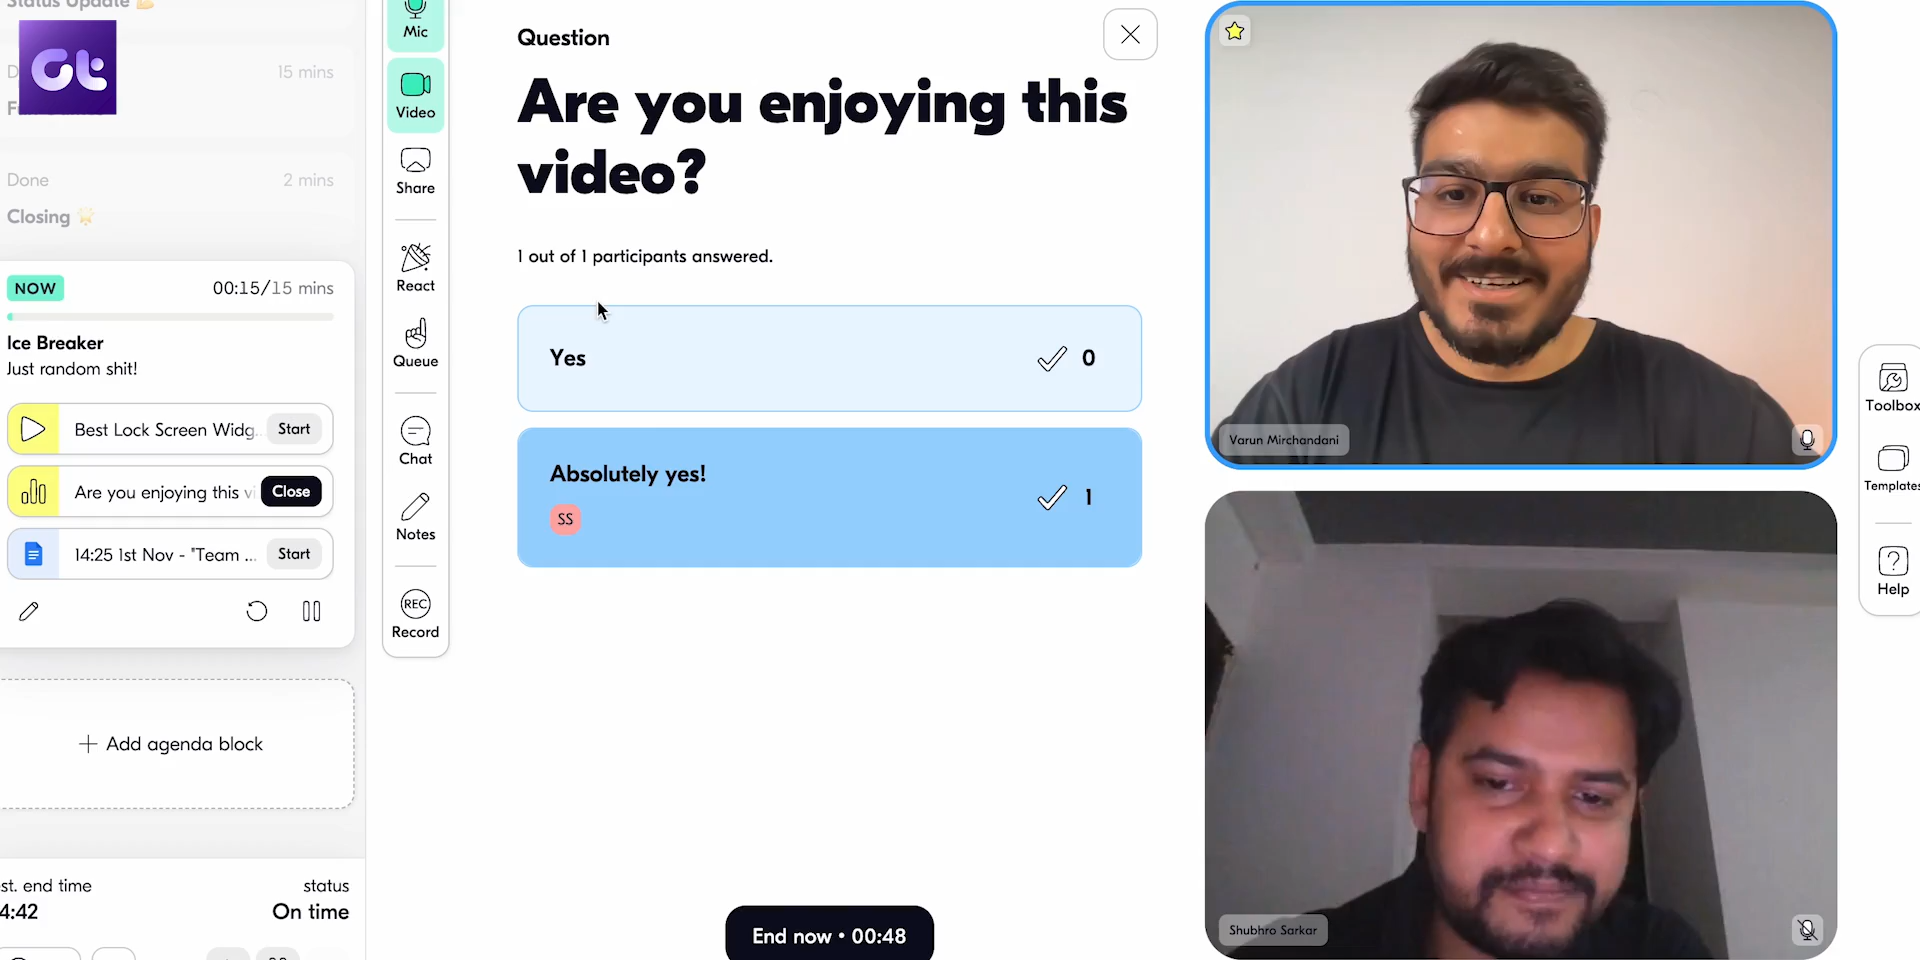 Status Update
15 mins
Done
2 mins
Closing
NOW
00:15/15 mins
Ice Breaker
Just random shit!
Best Lock Screen Widg...
Start
Are you enjoying this v
Close
14:25 1st Nov - "Team ...
Start
+ Add agenda block
st. end time
status
4:42
On time
Mic
Video
Share
React
Queue
Chat
Notes
REC
Record
Question
Are you enjoying this
video?
1 out of 1 participants answered.
Yes
0
Absolutely yes!
SS
1
End now • 00:48
Varun Mirchandani
Shubhro Sarkar
Toolbox
Templates
Help
Gt